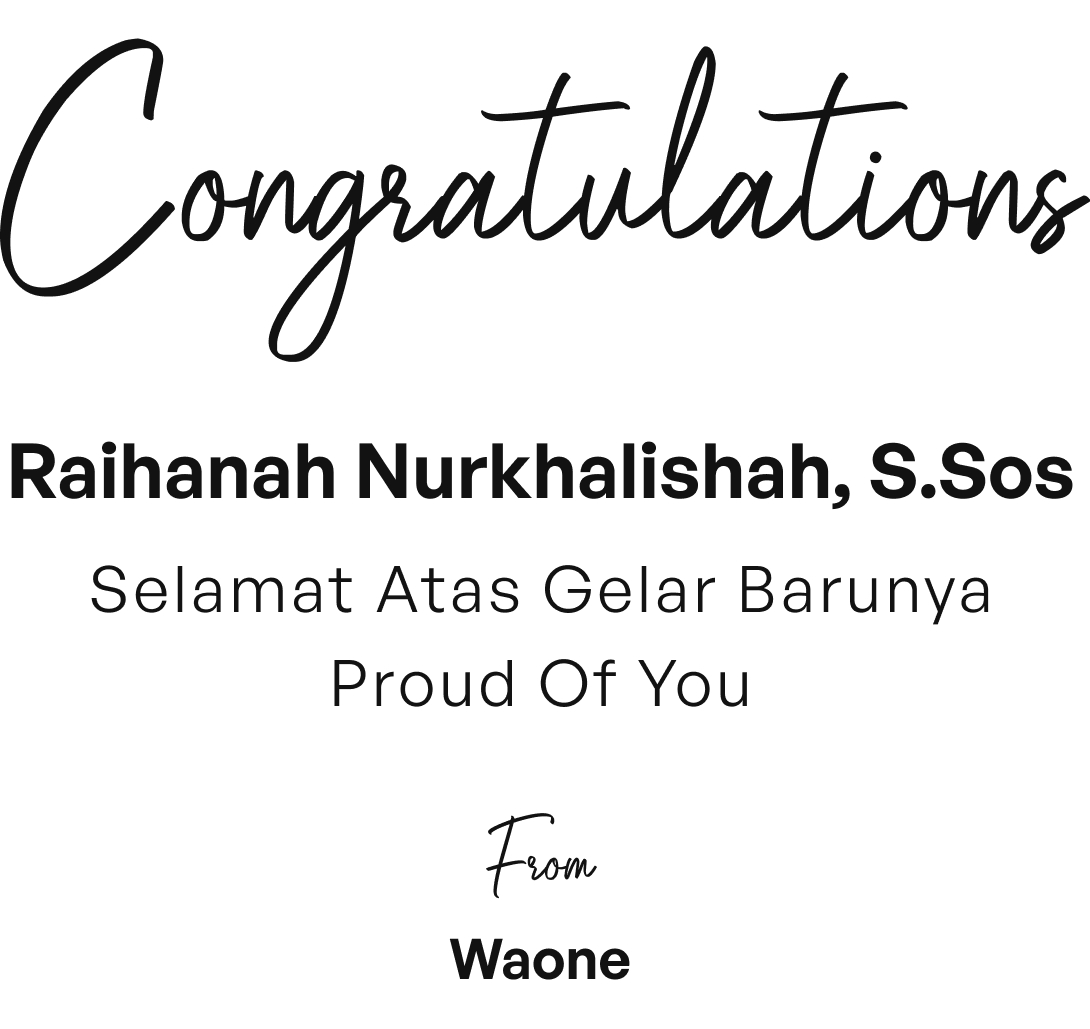 Congratulations
Raihanah Nurkhalishah, S.Sos
Selamat Atas Gelar Barunya
Proud Of You
From
Waone